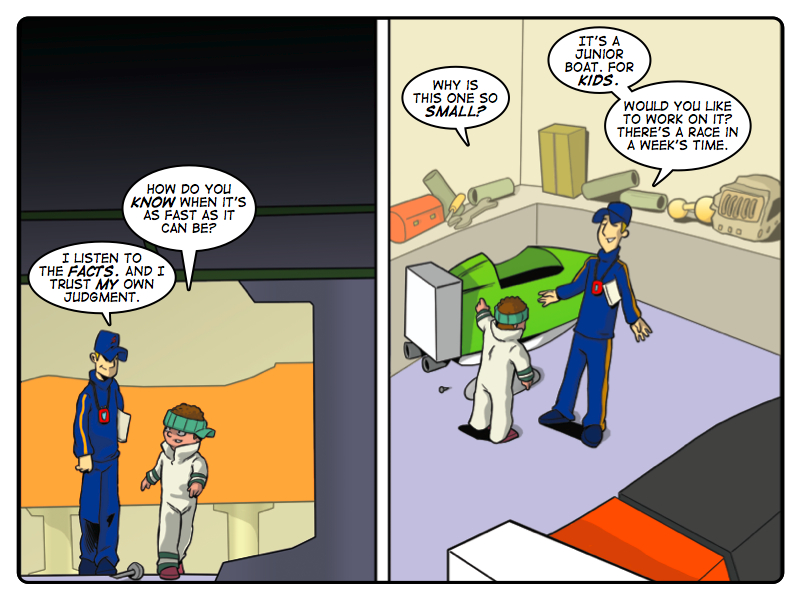 HOW DO YOU
KNOW WHEN IT'S
AS FAST AS IT
CAN BE?
I LISTEN TO
THE FACTS. AND I
TRUST MY OWN
JUDGMENT.
WHY IS
THIS ONE SO
SMALL?
IT'S A
JUNIOR
BOAT. FOR
KIDS.
WOULD YOU LIKE
TO WORK ON IT?
THERE'S A RACE IN
A WEEK'S TIME.